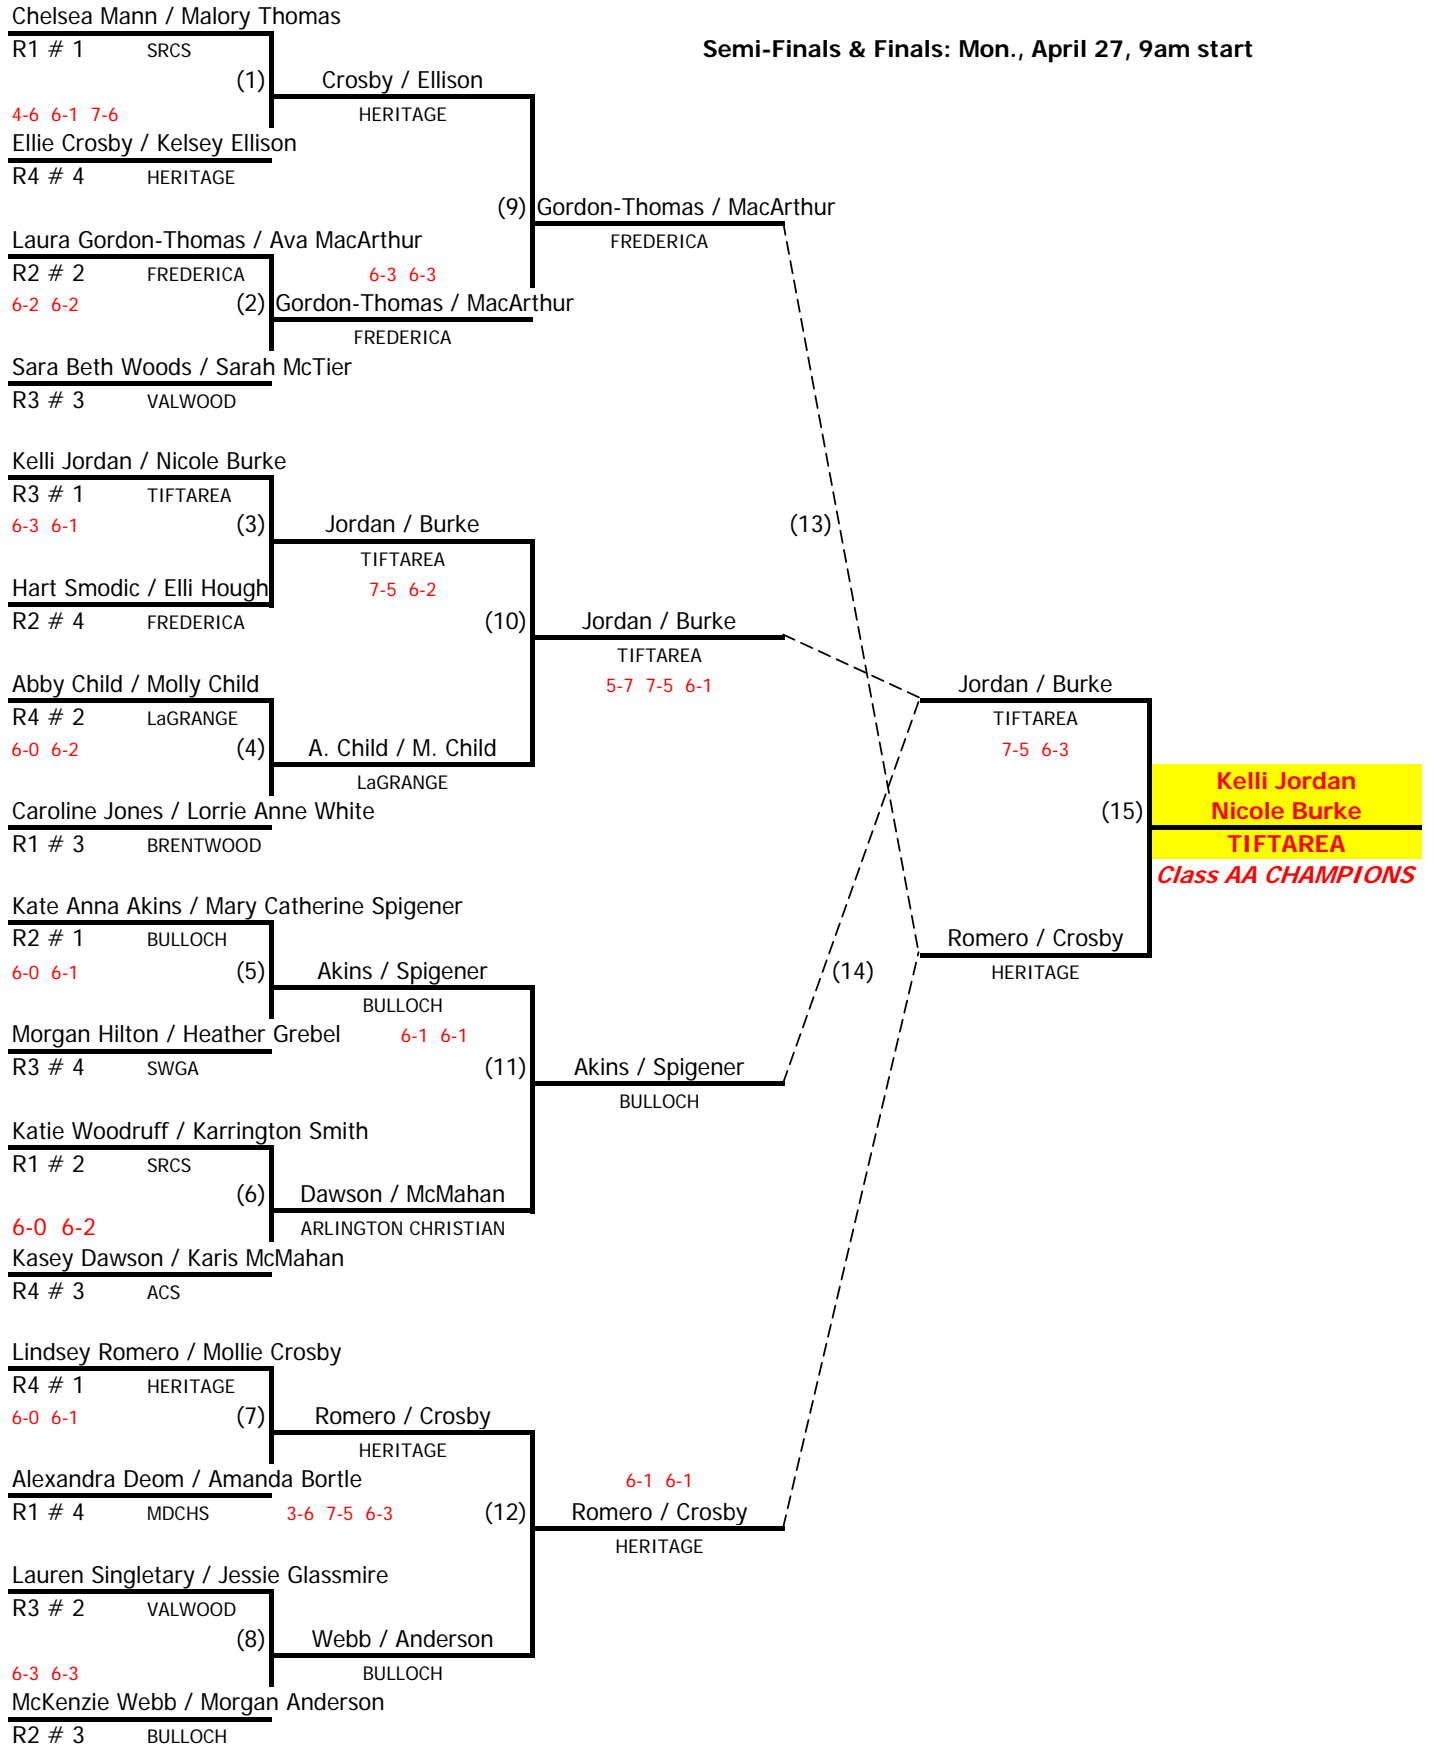 Chelsea Mann / Malory Thomas
R1 # 1 SRCS
Semi-Finals & Finals: Mon., April 27, 9am start
(1) Crosby / Ellison
4-6 6-1 7-6 HERITAGE
Ellie Crosby / Kelsey Ellison
R4 # 4 HERITAGE
(9) Gordon-Thomas / MacArthur
FREDERICA
Laura Gordon-Thomas / Ava MacArthur
R2 # 2 FREDERICA 6-3 6-3
6-2 6-2 (2) Gordon-Thomas / MacArthur
FREDERICA
Sara Beth Woods / Sarah McTier
R3 # 3 VALWOOD
Kelli Jordan / Nicole Burke
R3 # 1 TIFTAREA
6-3 6-1 (3) Jordan / Burke (13)
TIFTAREA
Hart Smodic / Elli Hough 7-5 6-2
R2 # 4 FREDERICA (10) Jordan / Burke
TIFTAREA
Abby Child / Molly Child 5-7 7-5 6-1 Jordan / Burke
R4 # 2 LaGRANGE TIFTAREA
6-0 6-2 (4) A. Child / M. Child 7-5 6-3
LaGRANGE Kelli Jordan
Caroline Jones / Lorrie Anne White (15) Nicole Burke
R1 # 3 BRENTWOOD TIFTAREA
Class AA CHAMPIONS
Kate Anna Akins / Mary Catherine Spigener
R2 # 1 BULLOCH Romero / Crosby
6-0 6-1 (5) Akins / Spigener (14) HERITAGE
BULLOCH
Morgan Hilton / Heather Grebel 6-1 6-1
R3 # 4 SWGA (11) Akins / Spigener
BULLOCH
Katie Woodruff / Karrington Smith
R1 # 2 SRCS
(6) Dawson / McMahan
6-0 6-2 ARLINGTON CHRISTIAN
Kasey Dawson / Karis McMahan
R4 # 3 ACS
Lindsey Romero / Mollie Crosby
R4 # 1 HERITAGE
6-0 6-1 (7) Romero / Crosby
HERITAGE
Alexandra Deom / Amanda Bortle 6-1 6-1
R1 # 4 MDCHS 3-6 7-5 6-3 (12) Romero / Crosby
HERITAGE
Lauren Singletary / Jessie Glassmire
R3 # 2 VALWOOD
(8) Webb / Anderson
6-3 6-3 BULLOCH
McKenzie Webb / Morgan Anderson
R2 # 3 BULLOCH